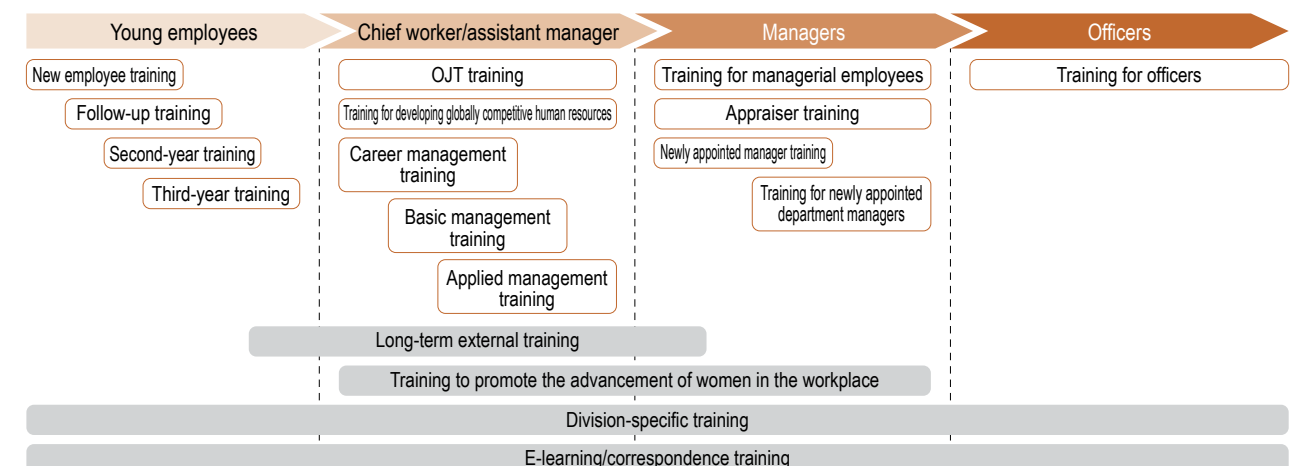 Young employees
Chief worker/assistant manager
Managers
Officers
New employee training
Follow-up training
Second-year training
Third-year training
OJT training
Training for developing globally competitive human resources
Career management
training
Basic management
training
Applied management
training
Training for managerial employees
Appraiser training
Newly appointed manager training
Training for newly appointed
department managers
Training for officers
Long-term external training
Training to promote the advancement of women in the workplace
Division-specific training
E-learning/correspondence training